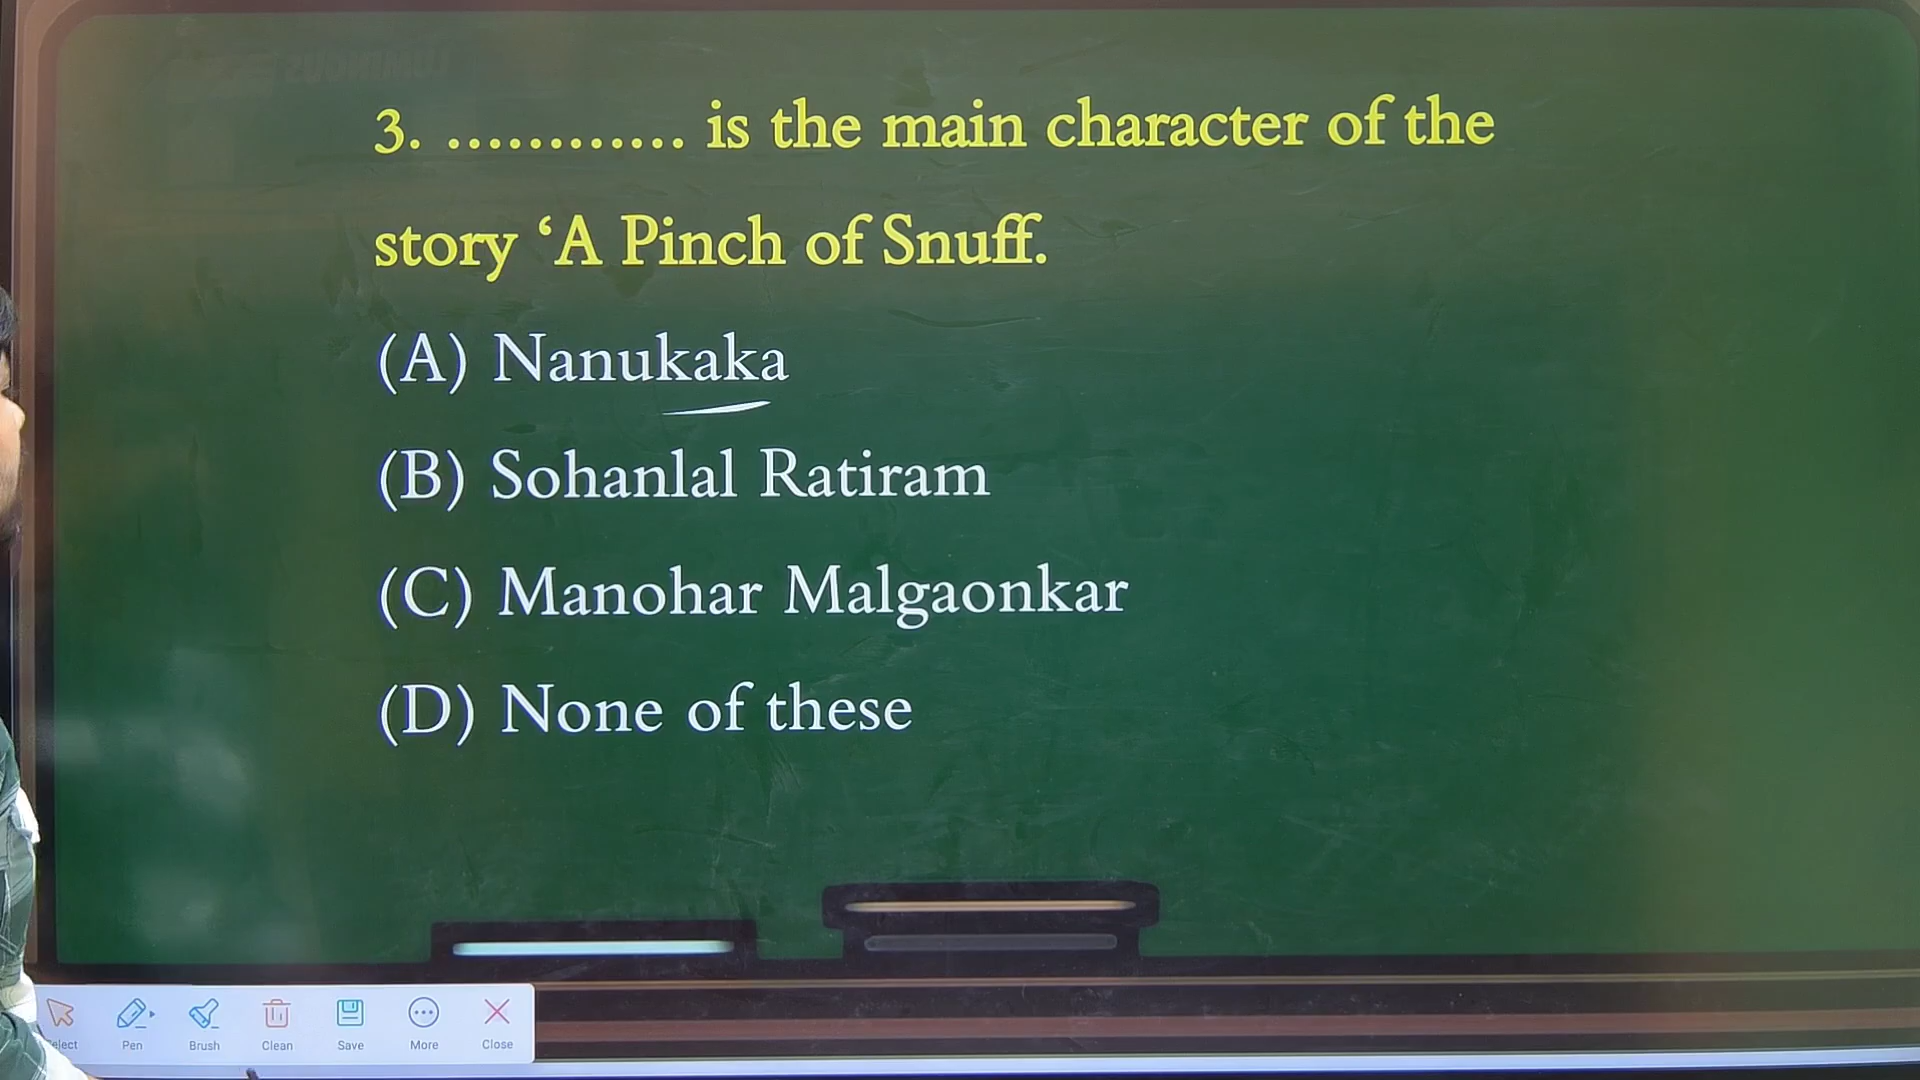 3. ............ is the main character of the
story ‘A Pinch of Snuff.
(A) Nanukaka
(B) Sohanlal Ratiram
(C) Manohar Malgaonkar
(D) None of these
elect Pen Brush Clean Save More Close